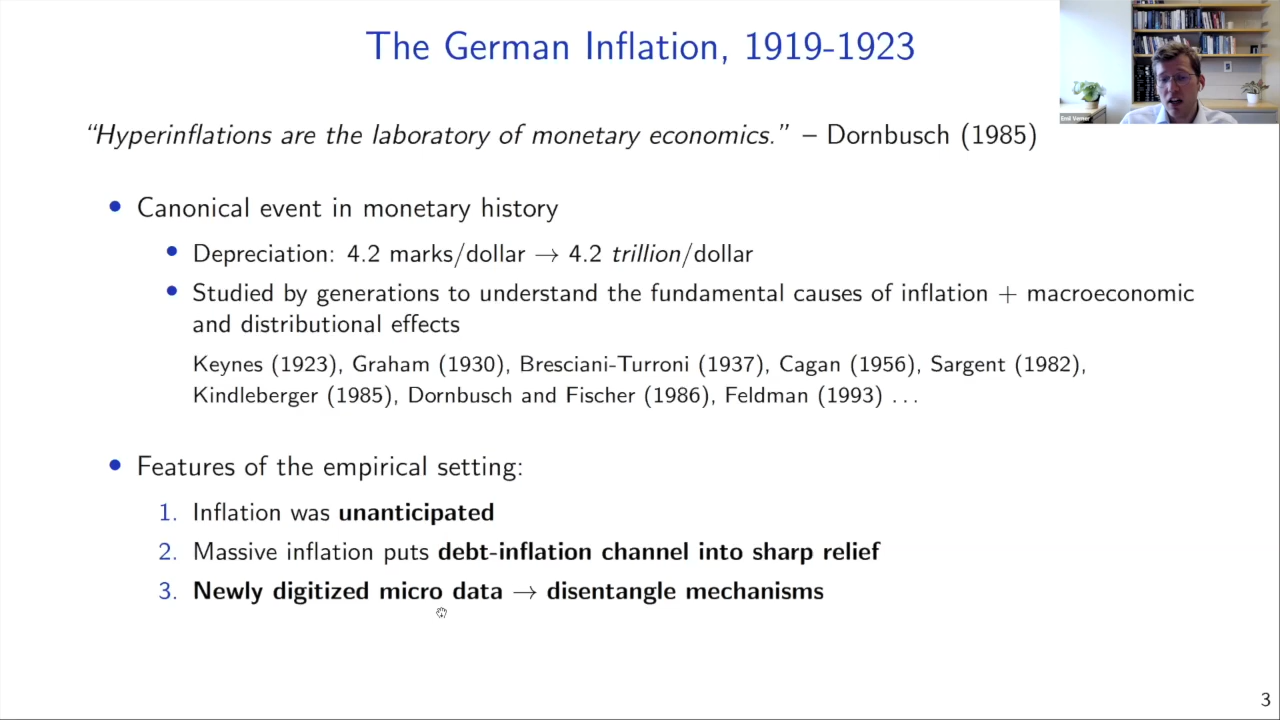 The German Inflation, 1919-1923
“Hyperinflations are the laboratory of monetary economics.” – Dornbusch (1985)
Emil Verner
• Canonical event in monetary history
• Depreciation: 4.2 marks/dollar → 4.2 trillion/dollar
• Studied by generations to understand the fundamental causes of inflation + macroeconomic
and distributional effects
Keynes (1923), Graham (1930), Bresciani-Turroni (1937), Cagan (1956), Sargent (1982),
Kindleberger (1985), Dornbusch and Fischer (1986), Feldman (1993) . . .
• Features of the empirical setting:
1. Inflation was unanticipated
2. Massive inflation puts debt-inflation channel into sharp relief
3. Newly digitized micro data → disentangle mechanisms
3